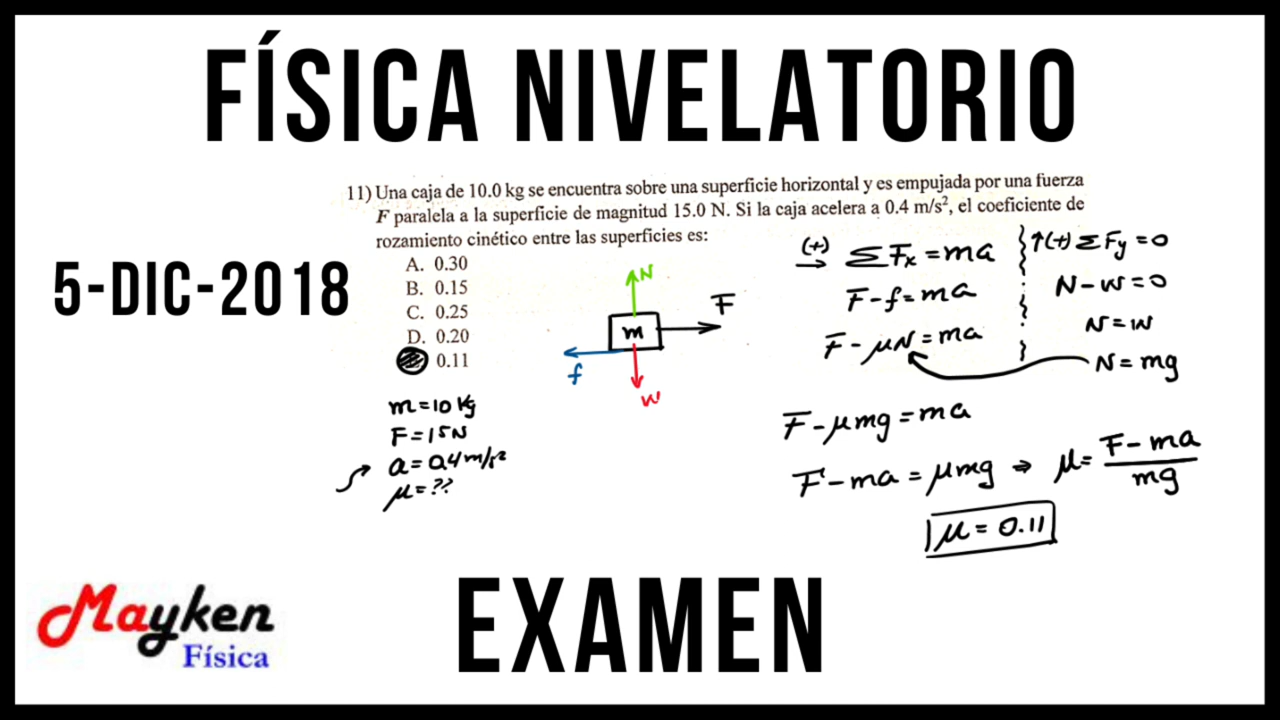 FÍSICA NIVELATORIO
11) Una caja de 10.0 kg se encuentra sobre una superficie horizontal y es empujada por una fuerza
F paralela a la superficie de magnitud 15.0 N. Si la caja acelera a 0.4 m/s², el coeficiente de
rozamiento cinético entre las superficies es:
A. 0.30
B. 0.15
C. 0.25
D. 0.20
0.11
5-DIC-2018
m = 10 kg
F = 15N
a = 0.4 m/s²
μ = ??
N
F
m
f
W
(+) ΣFx = ma
F - f = ma
F - μN = ma
↑(+) ΣFy = 0
N - W = 0
N = W
N = mg
F - μmg = ma
F - ma = μmg ⇒ μ = F - ma
mg
μ = 0.11
Mayken
Física
EXAMEN